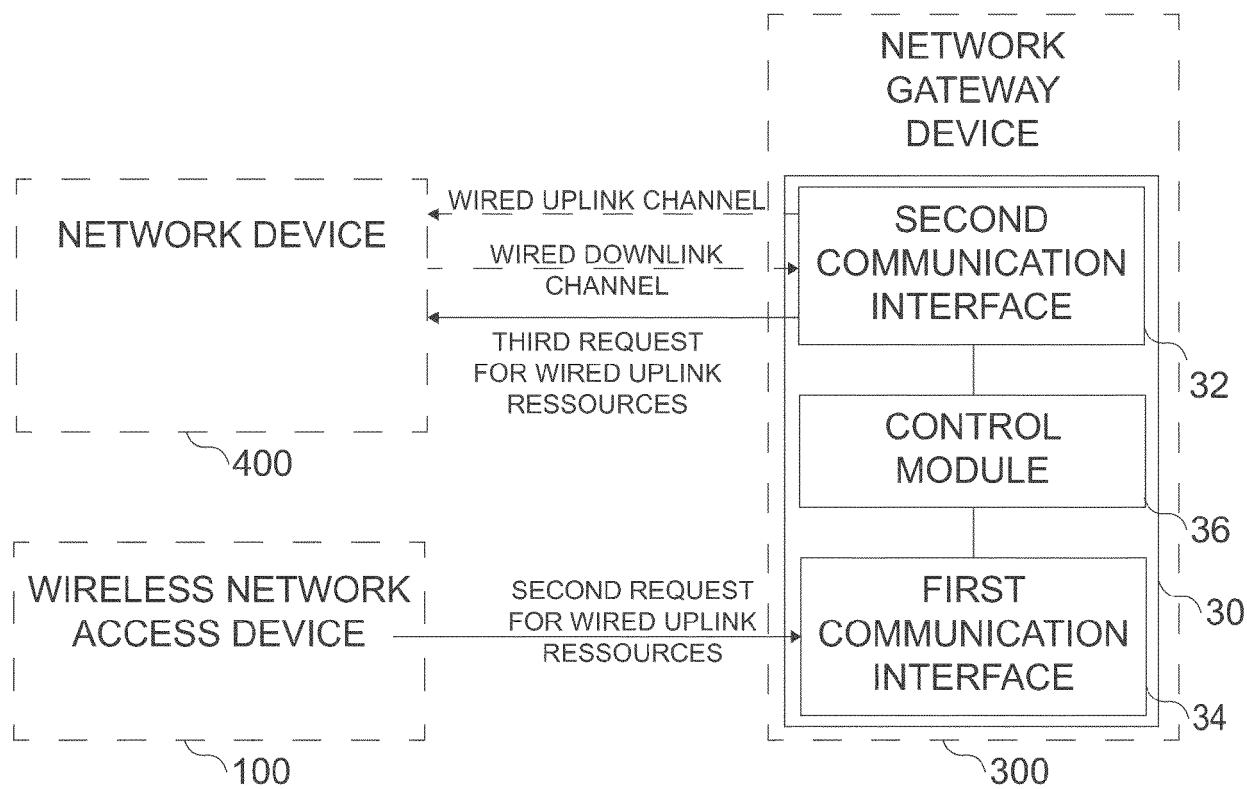 NETWORK
GATEWAY
DEVICE
NETWORK DEVICE
400
WIRED UPLINK CHANNEL
WIRED DOWNLINK
CHANNEL
THIRD REQUEST
FOR WIRED UPLINK
RESSOURCES
SECOND
COMMUNICATION
INTERFACE
32
CONTROL
MODULE
36
WIRELESS NETWORK
ACCESS DEVICE
100
SECOND REQUEST
FOR WIRED UPLINK
RESSOURCES
FIRST
COMMUNICATION
INTERFACE
30
34
300